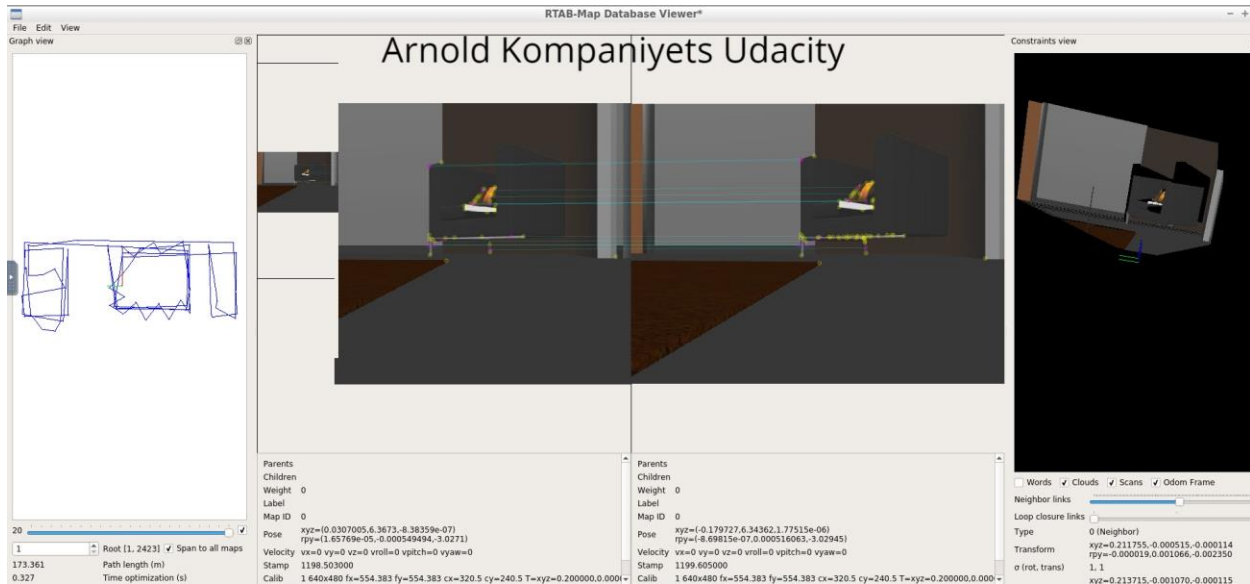 RTAB-Map Database Viewer*
File Edit View
Graph view
Arnold Kompaniyets Udacity
Constraints view
20
1
Root [1, 2423]
Span to all maps
173.361
Path length (m)
0.327
Time optimization (s)
Parents
Children
Weight 0
Label
Map ID 0
Pose xyz=(0.0307005,6.3673,-8.38359e-07)
rpy=(1.65769e-05,-0.000549494,-3.0271)
Velocity vx=0 vy=0 vz=0 vroll=0 vpitch=0 vyaw=0
Stamp 1198.503000
Calib 1 640x480 fx=554.383 fy=554.383 cx=320.5 cy=240.5 T=xyz=0.200000,0.000
Parents
Children
Weight 0
Label
Map ID 0
Pose xyz=(-0.179727,6.34362,1.77515e-06)
rpy=(-8.69815e-07,0.000516063,-3.02945)
Velocity vx=0 vy=0 vz=0 vroll=0 vpitch=0 vyaw=0
Stamp 1199.605000
Calib 1 640x480 fx=554.383 fy=554.383 cx=320.5 cy=240.5 T=xyz=0.200000,0.000
Words Clouds Scans Odom Frame
Neighbor links
Loop closure links
Type 0 (Neighbor)
Transform xyz=0.211755,-0.000515,-0.000114
rpy=-0.000019,0.001066,-0.002350
σ (rot, trans) 1, 1
xyz=0.213715,-0.001070,-0.000115